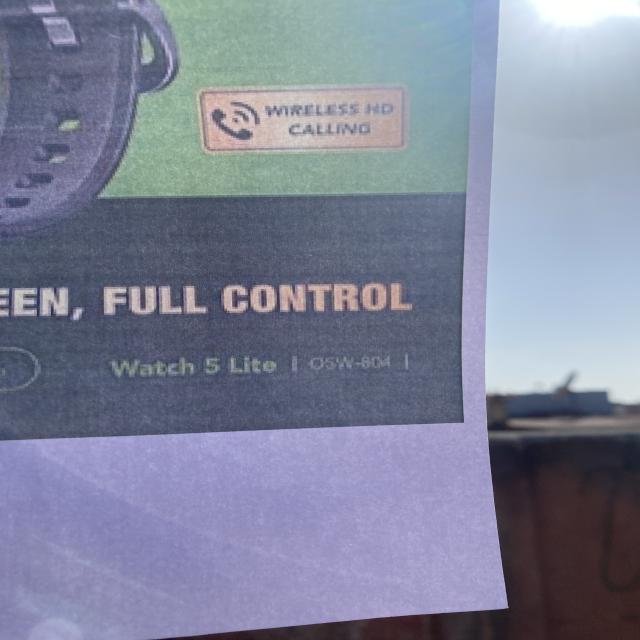 WIRELESS HD
CALLING
EEN, FULL CONTROL
Watch 5 Lite | OSW-804 |